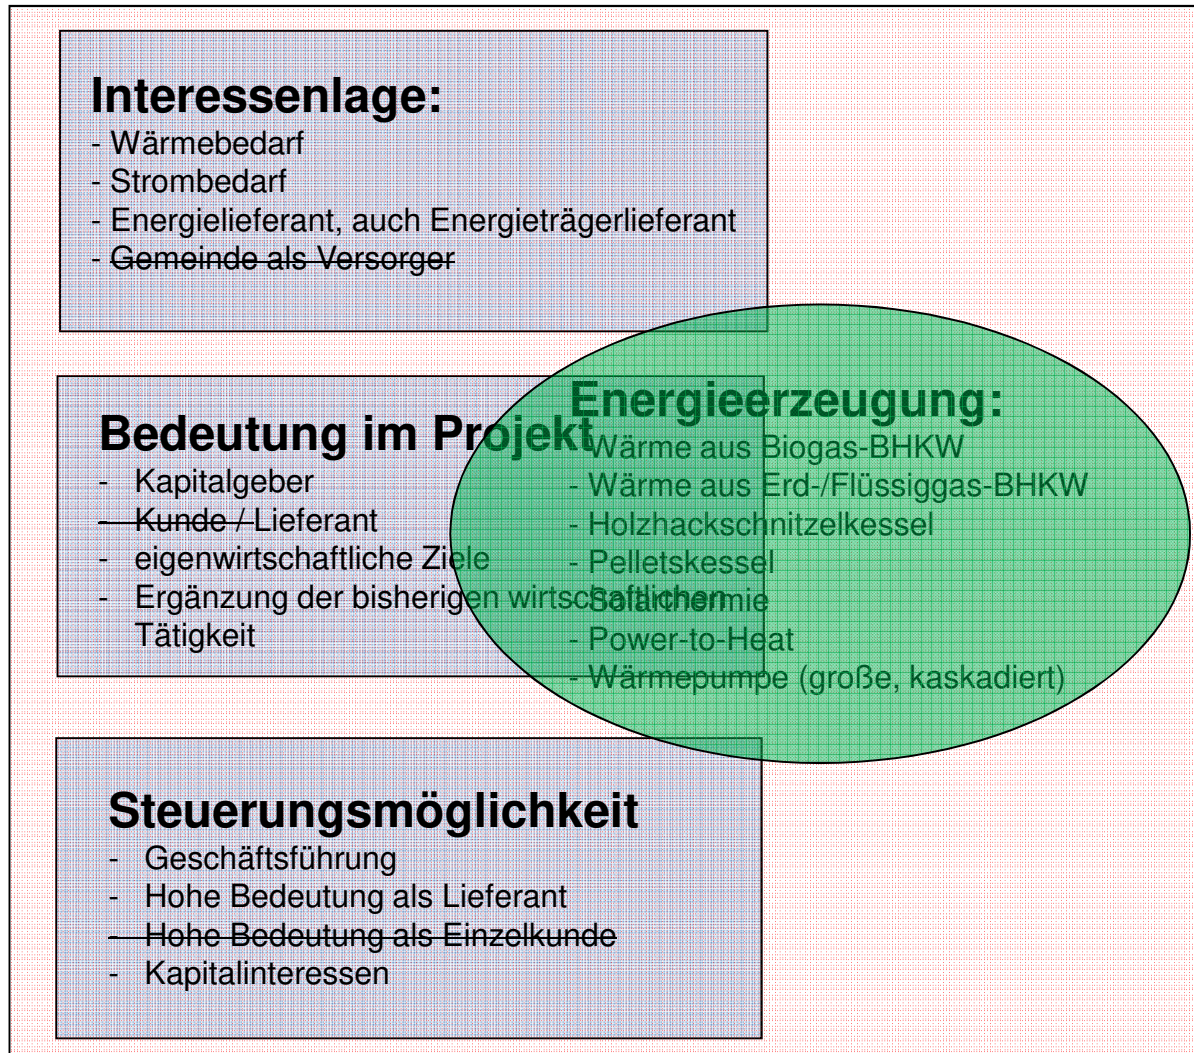 Interessenlage:
- Wärmebedarf
- Strombedarf
- Energielieferant, auch Energieträgerlieferant
- Gemeinde als Versorger
Bedeutung im Projekt
- Kapitalgeber
- Kunde / Lieferant
- eigenwirtschaftliche Ziele
- Ergänzung der bisherigen wirtschaftlichen
Tätigkeit
Energieerzeugung:
- Wärme aus Biogas-BHKW
- Wärme aus Erd-/Flüssiggas-BHKW
- Holzhackschnitzelkessel
- Pelletskessel
- Solarthermie
- Power-to-Heat
- Wärmepumpe (große, kaskadiert)
Steuerungsmöglichkeit
- Geschäftsführung
- Hohe Bedeutung als Lieferant
- Hohe Bedeutung als Einzelkunde
- Kapitalinteressen